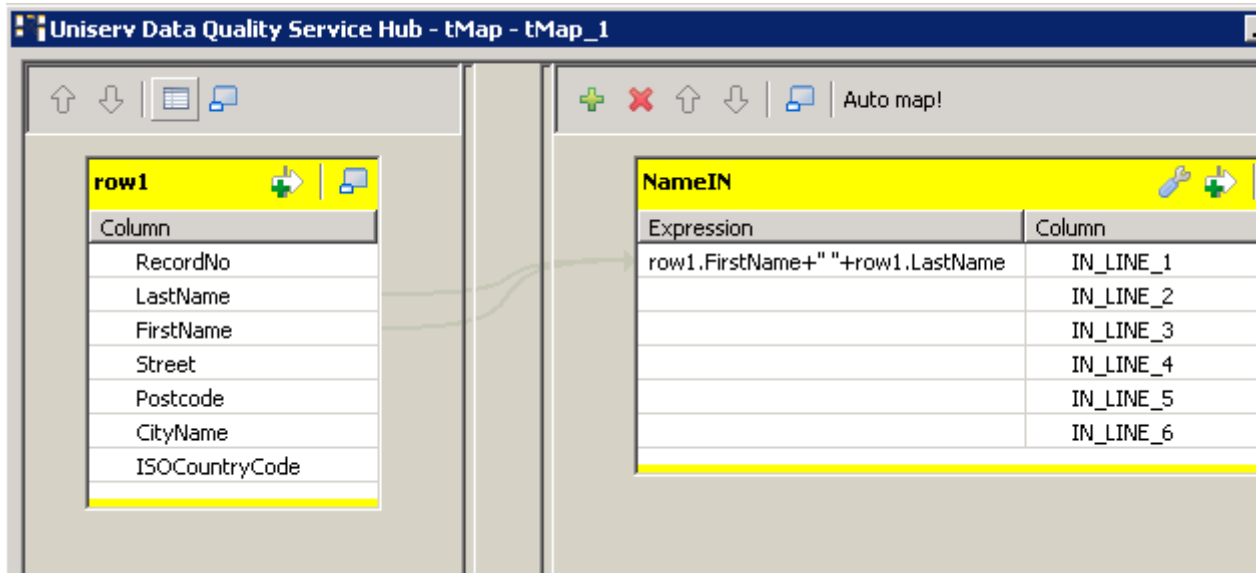 Uniserv Data Quality Service Hub - tMap - tMap_1
Auto map!
row1
Column
RecordNo
LastName
FirstName
Street
Postcode
CityName
ISOCountryCode
NameIN
Expression Column
row1.FirstName+" "+row1.LastName IN_LINE_1
IN_LINE_2
IN_LINE_3
IN_LINE_4
IN_LINE_5
IN_LINE_6